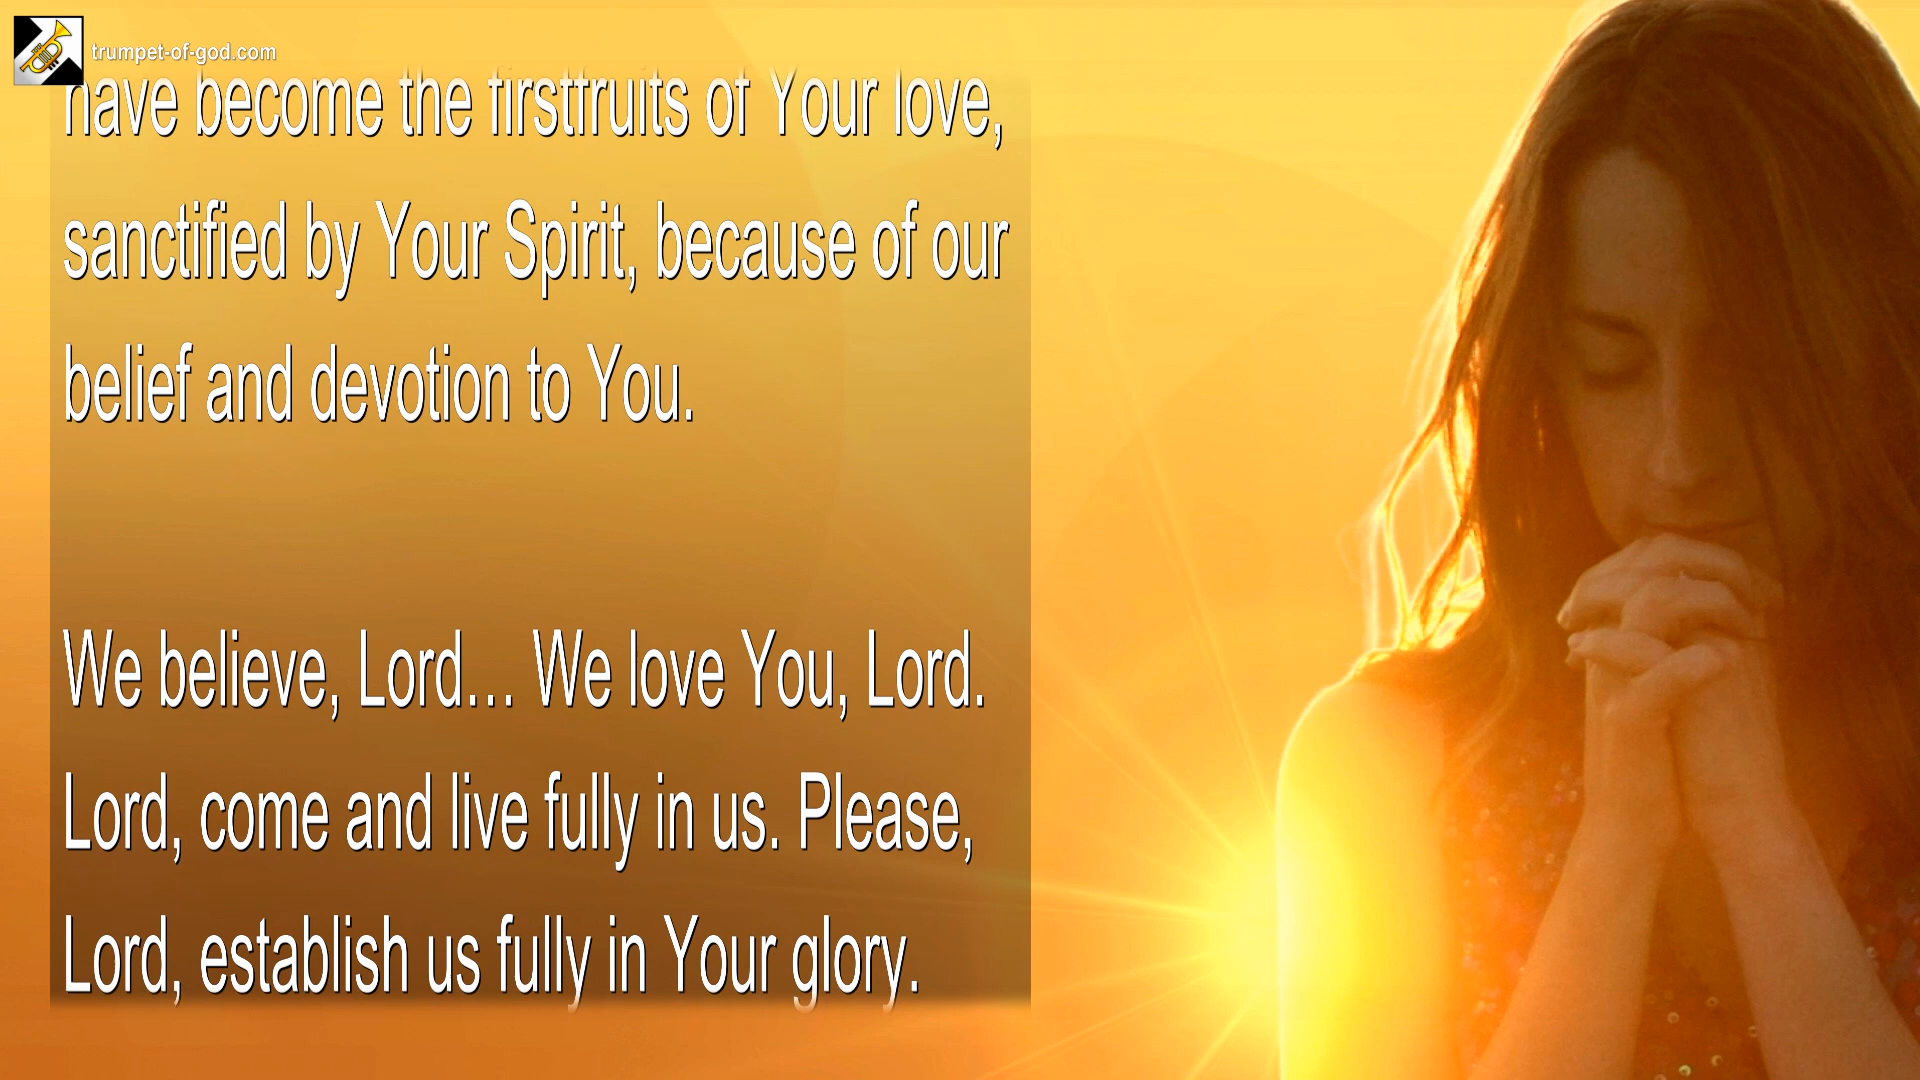 trumpet-of-god.com
have become the firstfruits of Your love,
sanctified by Your Spirit, because of our
belief and devotion to You.
We believe, Lord… We love You, Lord.
Lord, come and live fully in us. Please,
Lord, establish us fully in Your glory.